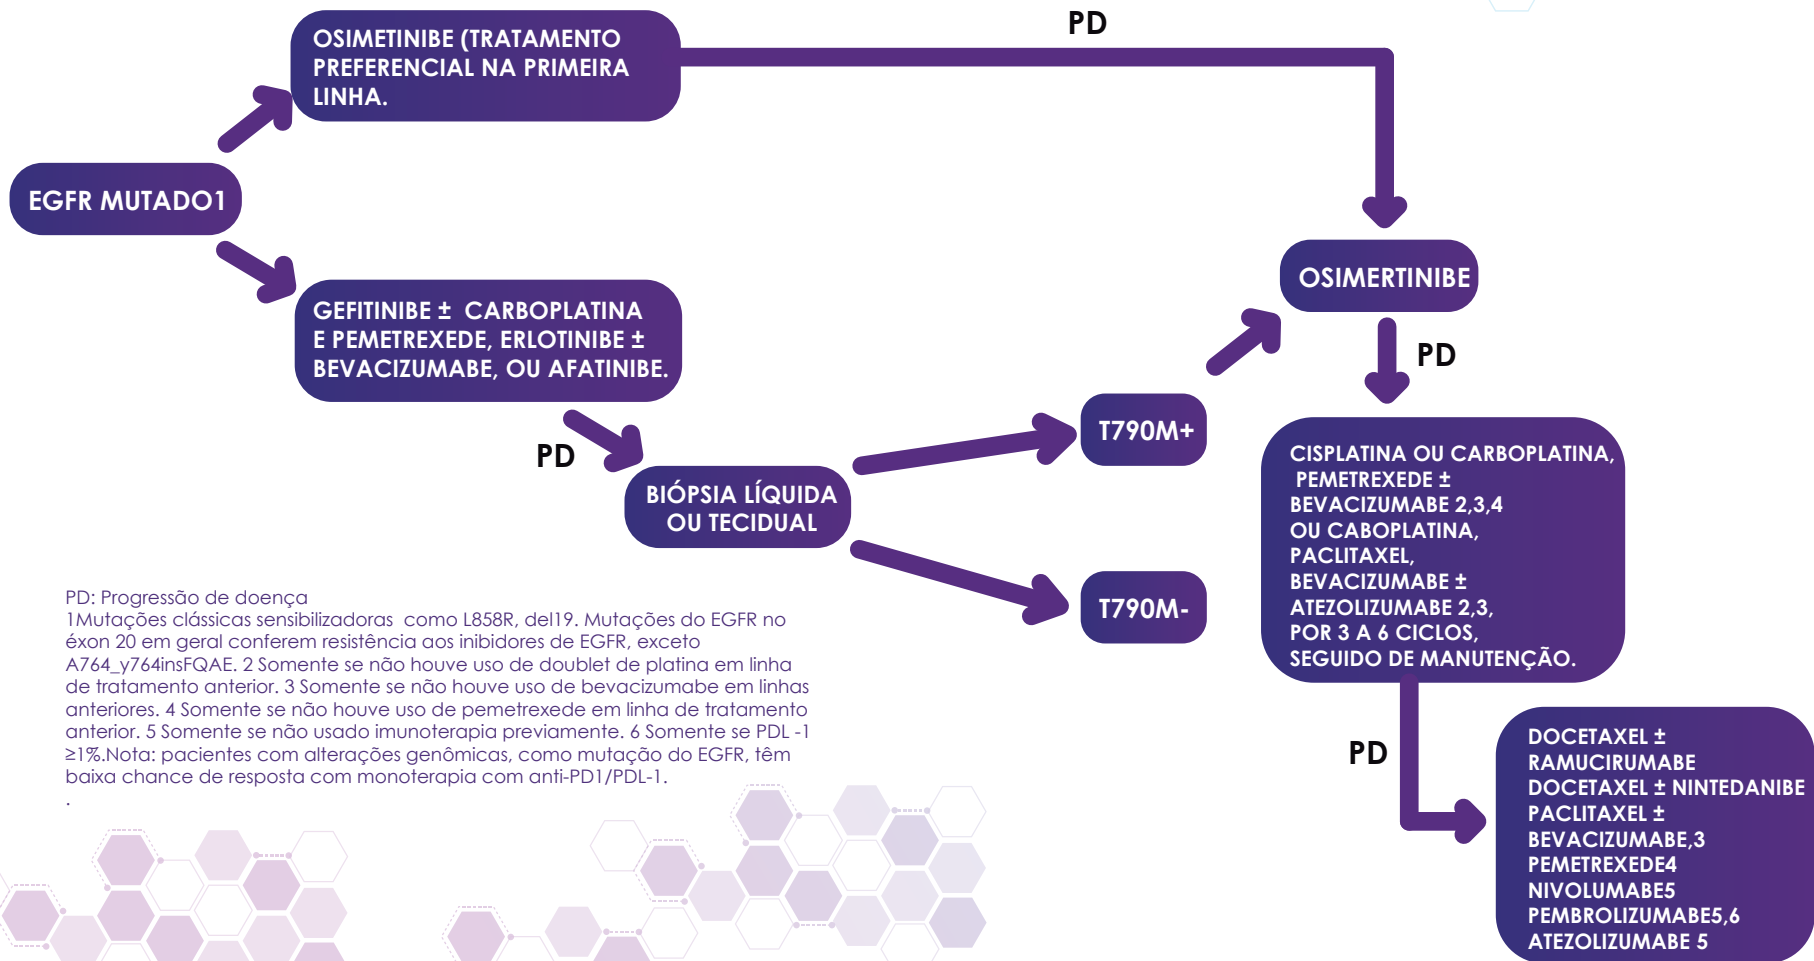 PD
OSIMETINIBE (TRATAMENTO
PREFERENCIAL NA PRIMEIRA
LINHA.
EGFR MUTADO1
GEFITINIBE ± CARBOPLATINA
E PEMETREXEDE, ERLOTINIBE ±
BEVACIZUMABE, OU AFATINIBE.
PD
BIÓPSIA LÍQUIDA
OU TECIDUAL
T790M+
T790M-
OSIMERTINIBE
PD
CISPLATINA OU CARBOPLATINA,
PEMETREXEDE ±
BEVACIZUMABE 2,3,4
OU CABOPLATINA,
PACLITAXEL,
BEVACIZUMABE ±
ATEZOLIZUMABE 2,3,
POR 3 A 6 CICLOS,
SEGUIDO DE MANUTENÇÃO.
PD
DOCETAXEL ±
RAMUCIRUMABE
DOCETAXEL ± NINTEDANIBE
PACLITAXEL ±
BEVACIZUMABE,3
PEMETREXEDE4
NIVOLUMABE5
PEMBROLIZUMABE5,6
ATEZOLIZUMABE 5
PD: Progressão de doença
1Mutações clássicas sensibilizadoras como L858R, del19. Mutações do EGFR no
éxon 20 em geral conferem resistência aos inibidores de EGFR, exceto
A764_y764insFQAE. 2 Somente se não houve uso de doublet de platina em linha
de tratamento anterior. 3 Somente se não houve uso de bevacizumabe em linhas
anteriores. 4 Somente se não houve uso de pemetrexede em linha de tratamento
anterior. 5 Somente se não usado imunoterapia previamente. 6 Somente se PDL -1
≥1%.Nota: pacientes com alterações genômicas, como mutação do EGFR, têm
baixa chance de resposta com monoterapia com anti-PD1/PDL-1.
.